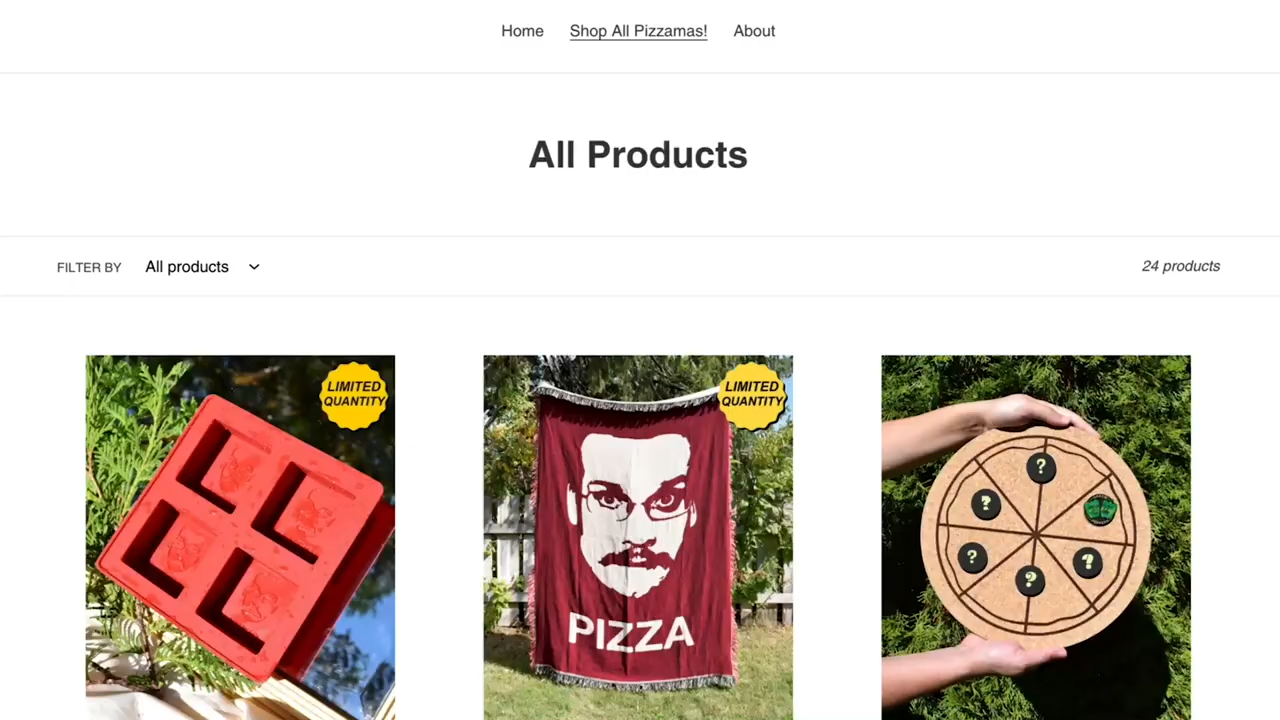 Home Shop All Pizzamas! About
All Products
FILTER BY All products 24 products
LIMITED
QUANTITY
LIMITED
QUANTITY
PIZZA
?
?
?
?
?